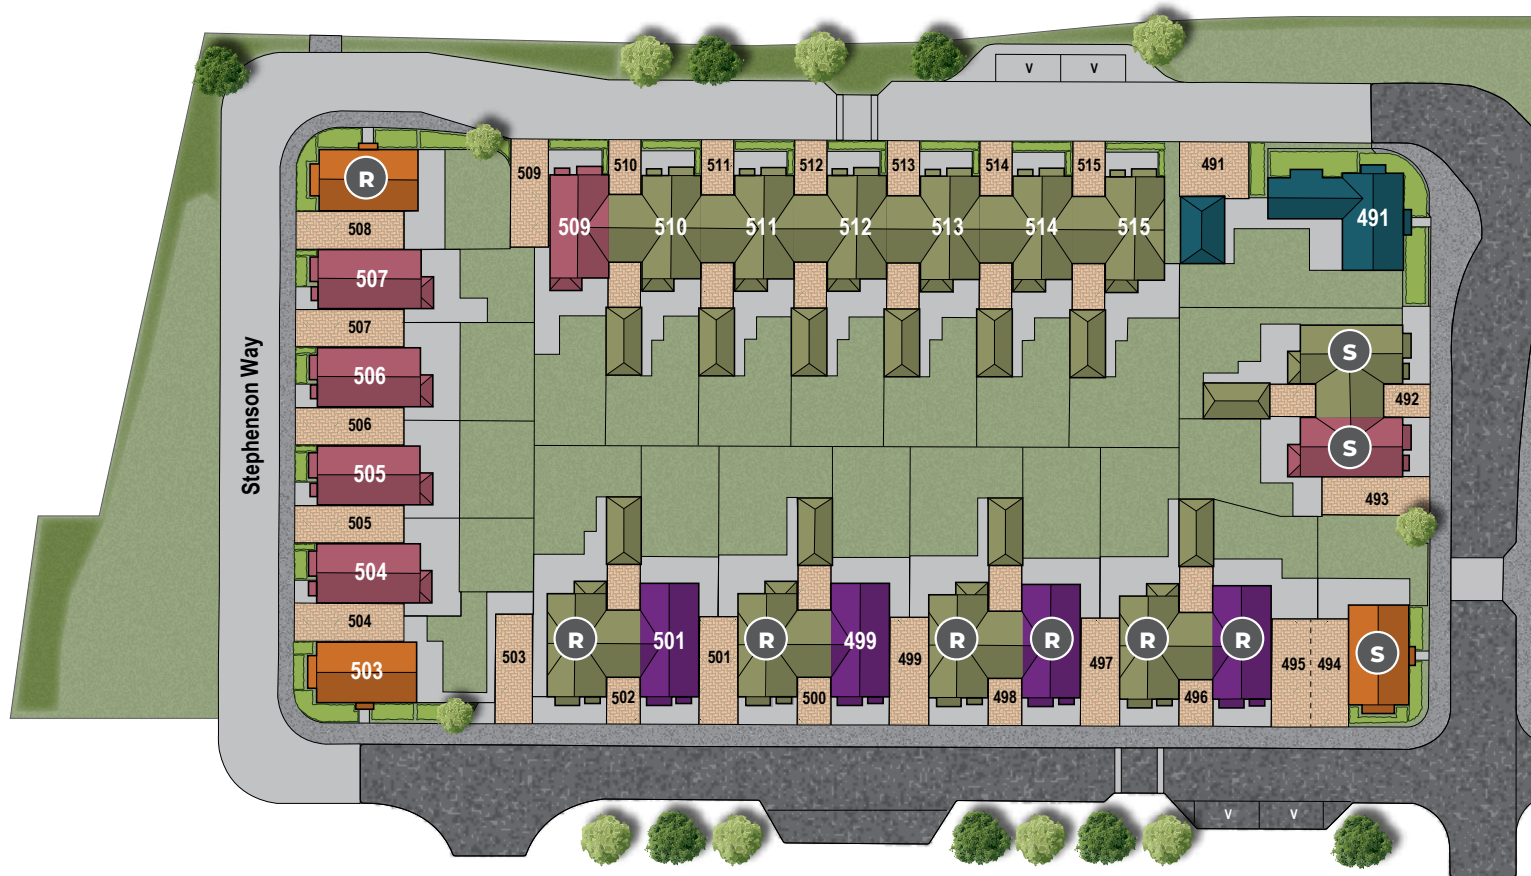 V V
509 510 511 512 513 514 515 491
R
508
509 510 511 512 513 514 515 491
507
507
506
506
505
505
504
504
503
Stephenson Way
S
492
S
493
503 R 501 501 R 499 499 R R 497 R R 495 494 S
502 500 498 496
V V